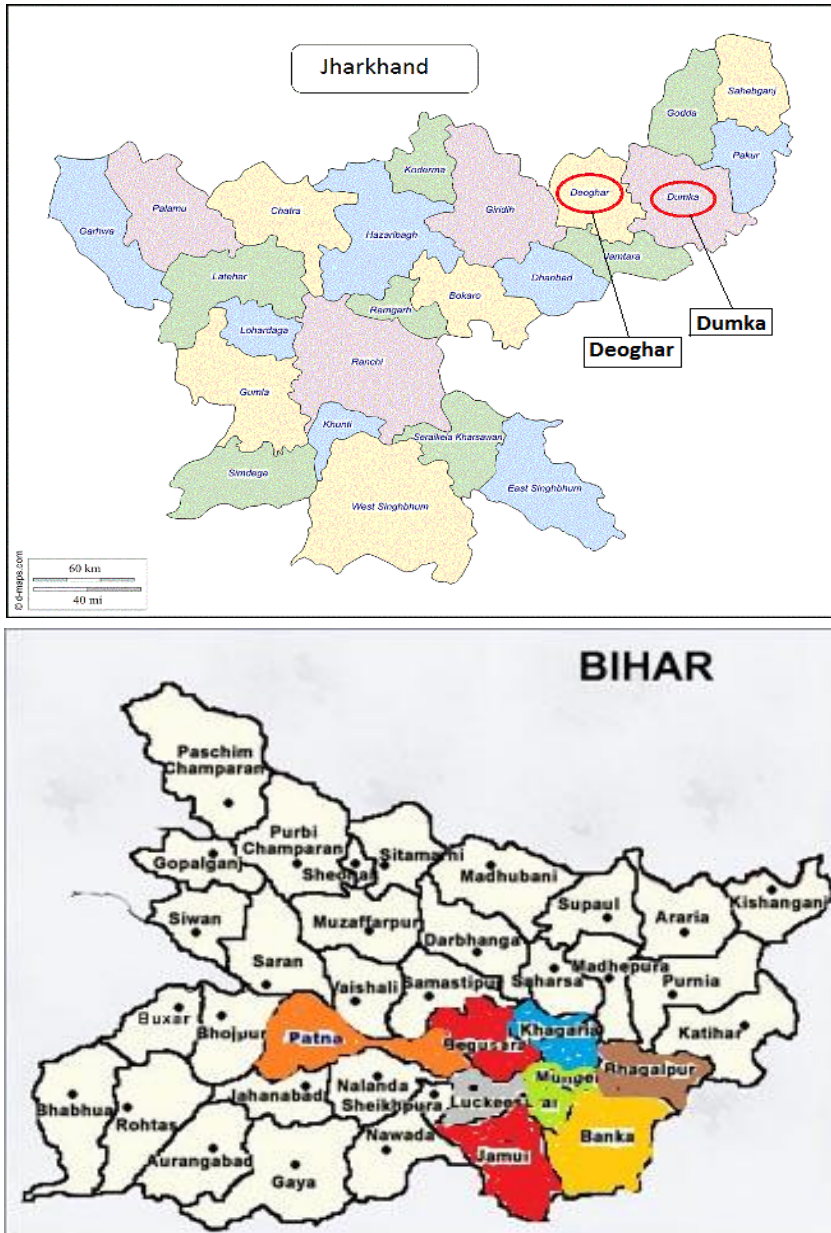 Jharkhand
Sahebganj
Godda
Pakur
Koderma
Deoghar
Dumka
Palamu
Chatra
Giridih
Garhwa
Hazaribagh
Jamtara
Latehar
Dhanbad
Bokaro
Ramgarh
Dumka
Lohardaga
Deoghar
Ranchi
Gumla
Khunti
Seraikela Kharsawan
Simdega
East Singhbhum
West Singhbhum
60 km
40 mi
© d-maps.com
BIHAR
Paschim
Champaran
Purbi
Champaran
Sitamarhi
Gopalganj
Madhubani
Kishanganj
Supaul
Araria
Siwan
Muzaffarpur
Darbhanga
Madhepura
Saharsa
Purnia
Saran
Vaishali
Samastipur
Buxar
Bhojpur
Patna
Begusarai
Khagaria
Katihar
Bhagalpur
Jahanabad
Nalanda
Sheikhpura
Bhabhua
Rohtas
Banka
Nawada
Jamui
Aurangabad
Gaya